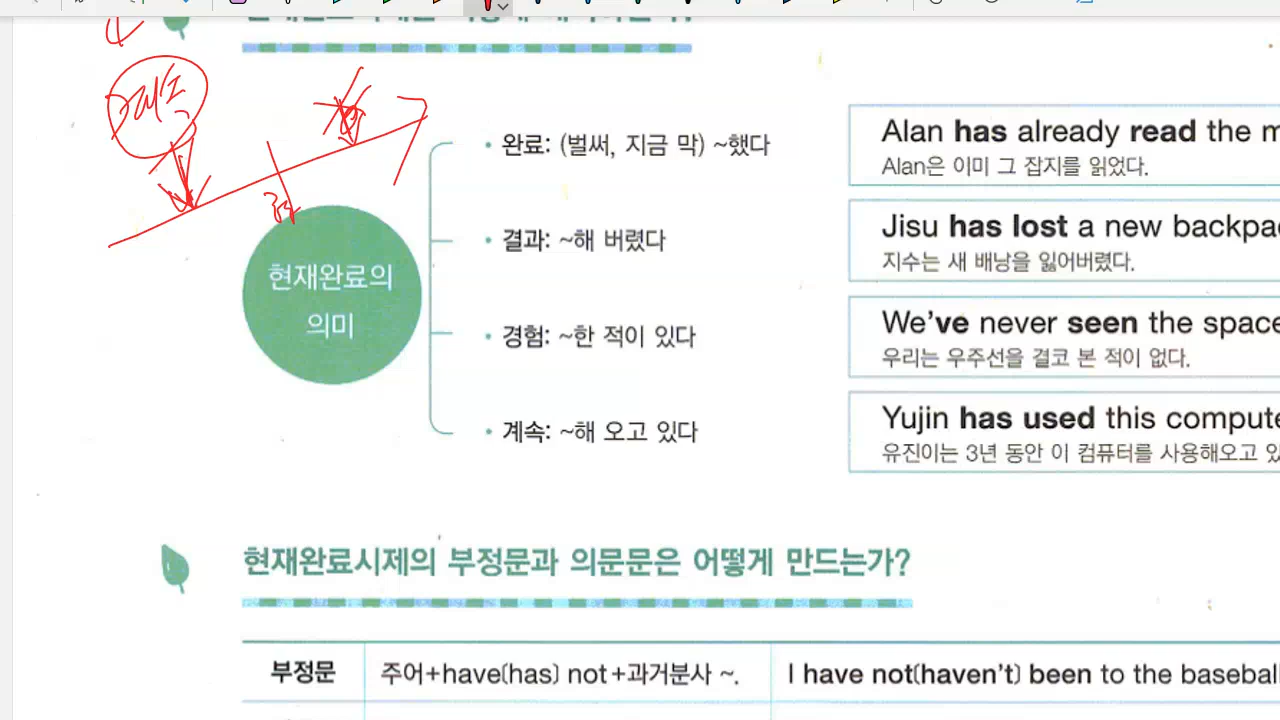 • 완료: (벌써, 지금 막) ~했다
Alan has already read the m
Alan은 이미 그 잡지를 읽었다.
• 결과: ~해 버렸다
Jisu has lost a new backpa
지수는 새 배낭을 잃어버렸다.
현재완료의
의미
• 경험: ~한 적이 있다
We've never seen the space
우리는 우주선을 결코 본 적이 없다.
• 계속: ~해 오고 있다
Yujin has used this compute
유진이는 3년 동안 이 컴퓨터를 사용해오고 있
현재완료시제의 부정문과 의문문은 어떻게 만드는가?
부정문 주어+have(has) not+과거분사 ~. I have not(haven't) been to the baseball